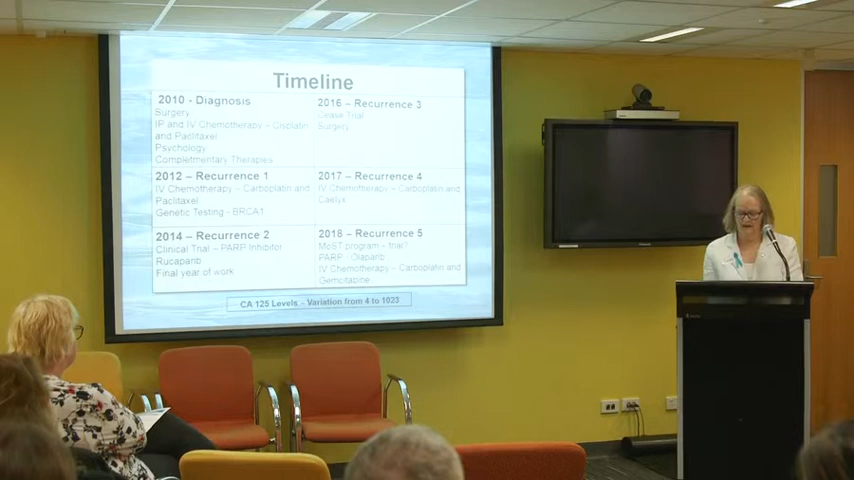 Timeline
2010 - Diagnosis
Surgery
IP and IV Chemotherapy – Cisplatin
and Paclitaxel
Psychology
Complementary Therapies
2016 – Recurrence 3
Cease Trial
Surgery
2012 – Recurrence 1
IV Chemotherapy – Carboplatin and
Paclitaxel
Genetic Testing - BRCA1
2017 – Recurrence 4
IV Chemotherapy – Carboplatin and
Caelyx
2014 – Recurrence 2
Clinical Trial – PARP Inhibitor
Rucaparib
Final year of work
2018 – Recurrence 5
MoST program – trial?
PARP - Olaparib
IV Chemotherapy – Carboplatin and
Gemcitabine
CA 125 Levels – Variation from 4 to 1023